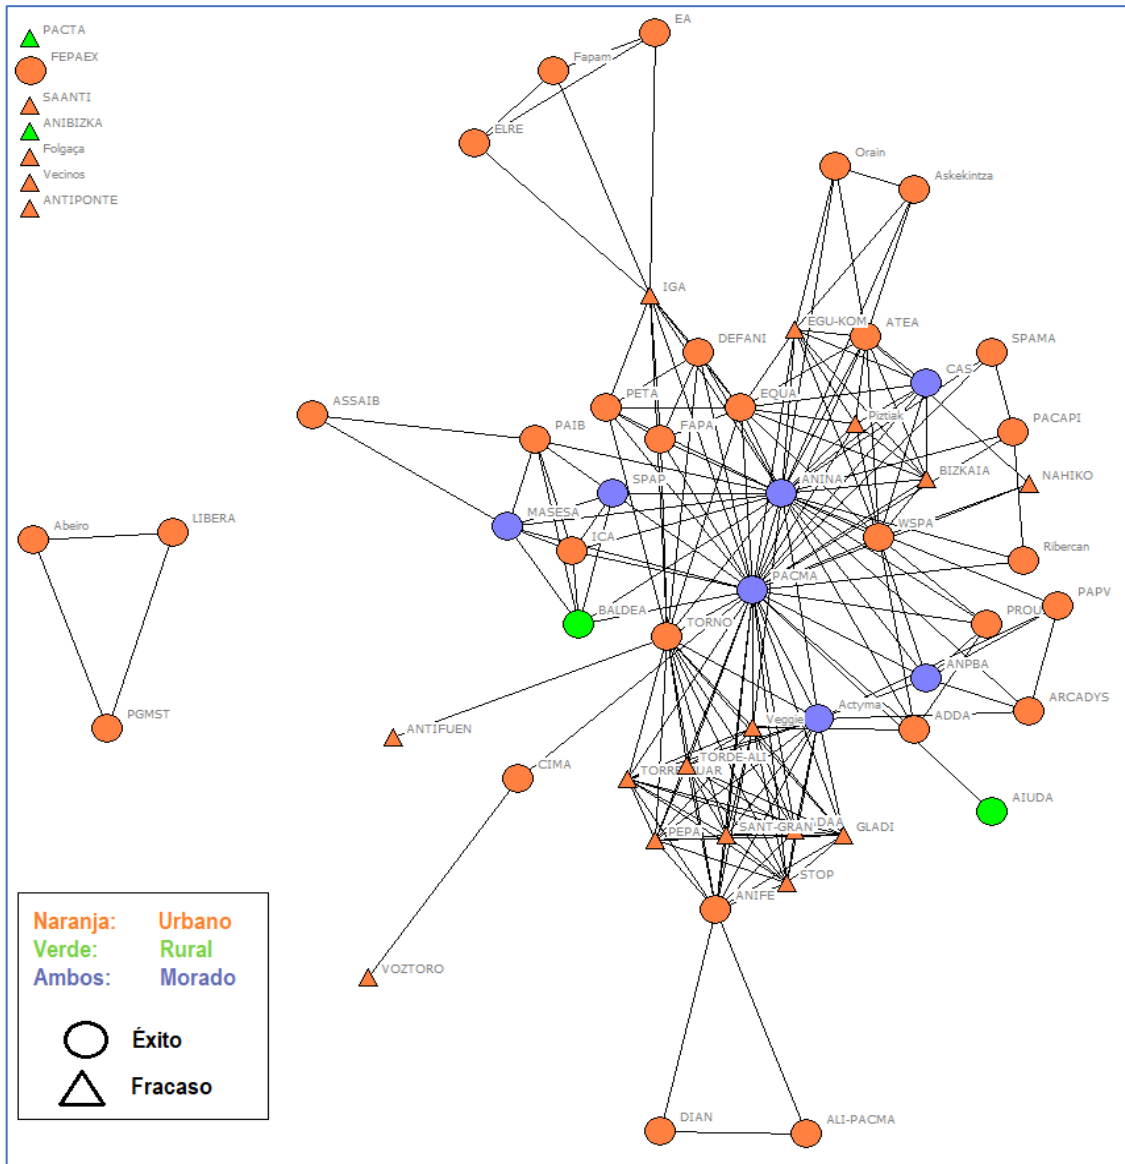 PACTA
FEPAEX
SAANTI
ANIBIZKA
Folgaça
Vecinos
ANTIPONTE
EA
Fapam
ELRE
Orain
Askekintza
IGA
EGU-KOM
ATEA
DEFANI
SPAMA
CAS
PETA
EQUA
ASSAIB
Piztiak
PACAPI
PAIB
FAPA
SPAP
ANINA
BIZKAIA
NAHIKO
MASESA
WSPA
Abeiro
LIBERA
ICA
Ribercan
PACMA
BALDEA
TORNO
PROU
PAPV
ANPBA
PGMST
ANTIFUEN
Veggie
Actyma
ADDA
ARCADYS
CIMA
TORDE-ALI
AIUDA
PEPA
SANT-GRAN
GLADI
STOP
ANIFE
VOZTORO
DIAN
ALI-PACMA
Naranja: Urbano
Verde: Rural
Ambos: Morado
Éxito
Fracaso